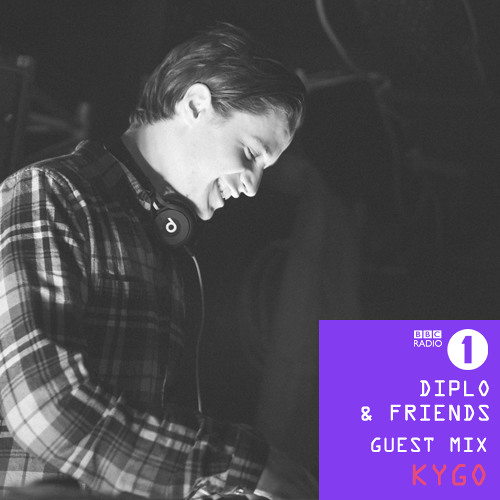 BBC
RADIO
1
DIPLO
& FRIENDS
GUEST MIX
KYGO